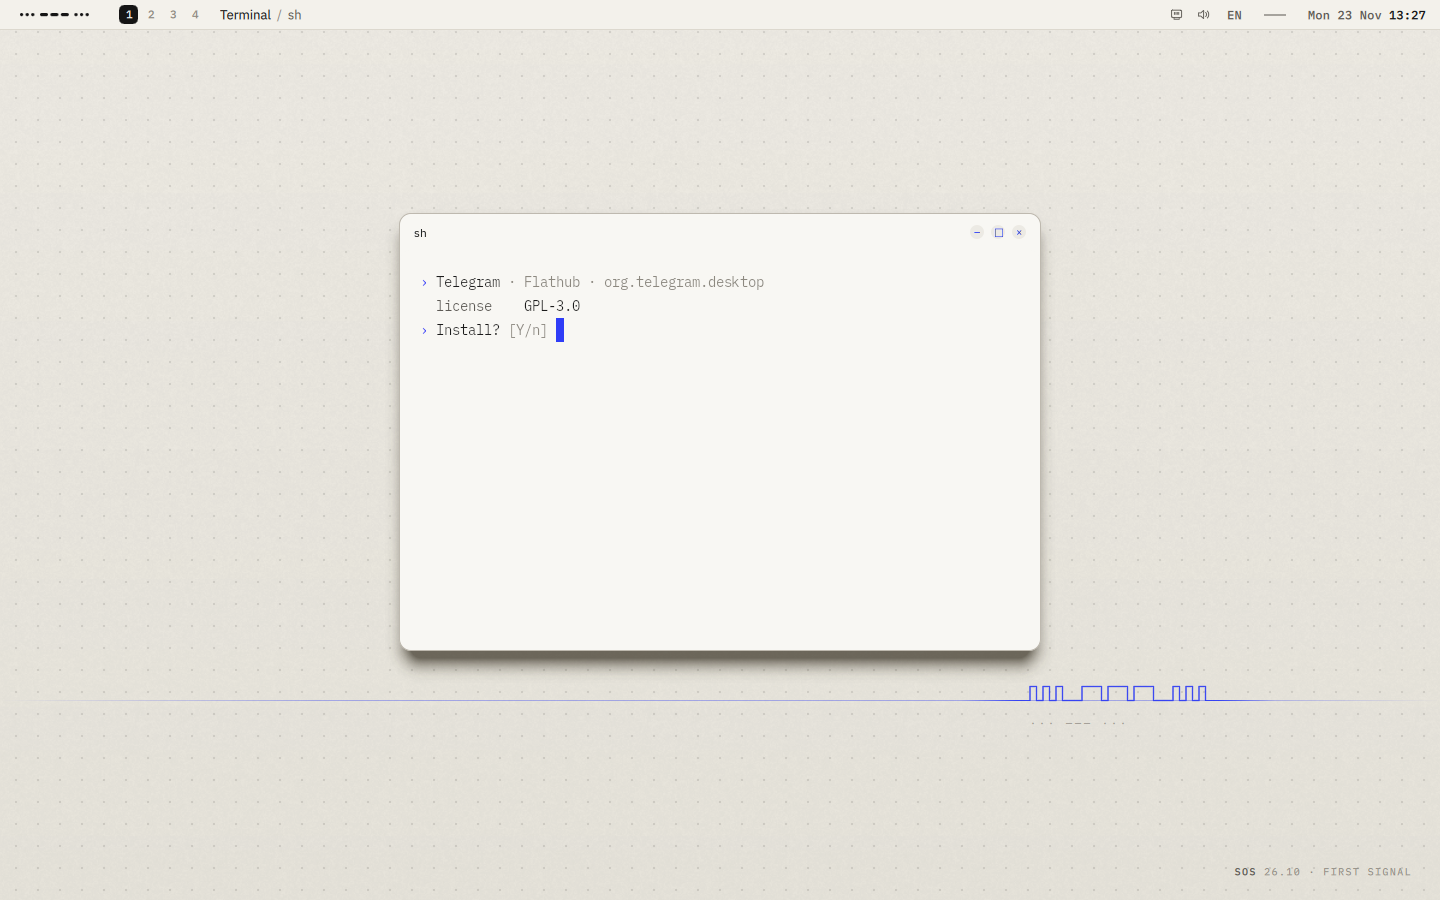 1 2 3 4 Terminal / sh EN Mon 23 Nov 13:27
sh
› Telegram · Flathub · org.telegram.desktop
license GPL-3.0
› Install? [Y/n]
··· ——— ···
SOS 26.10 · FIRST SIGNAL